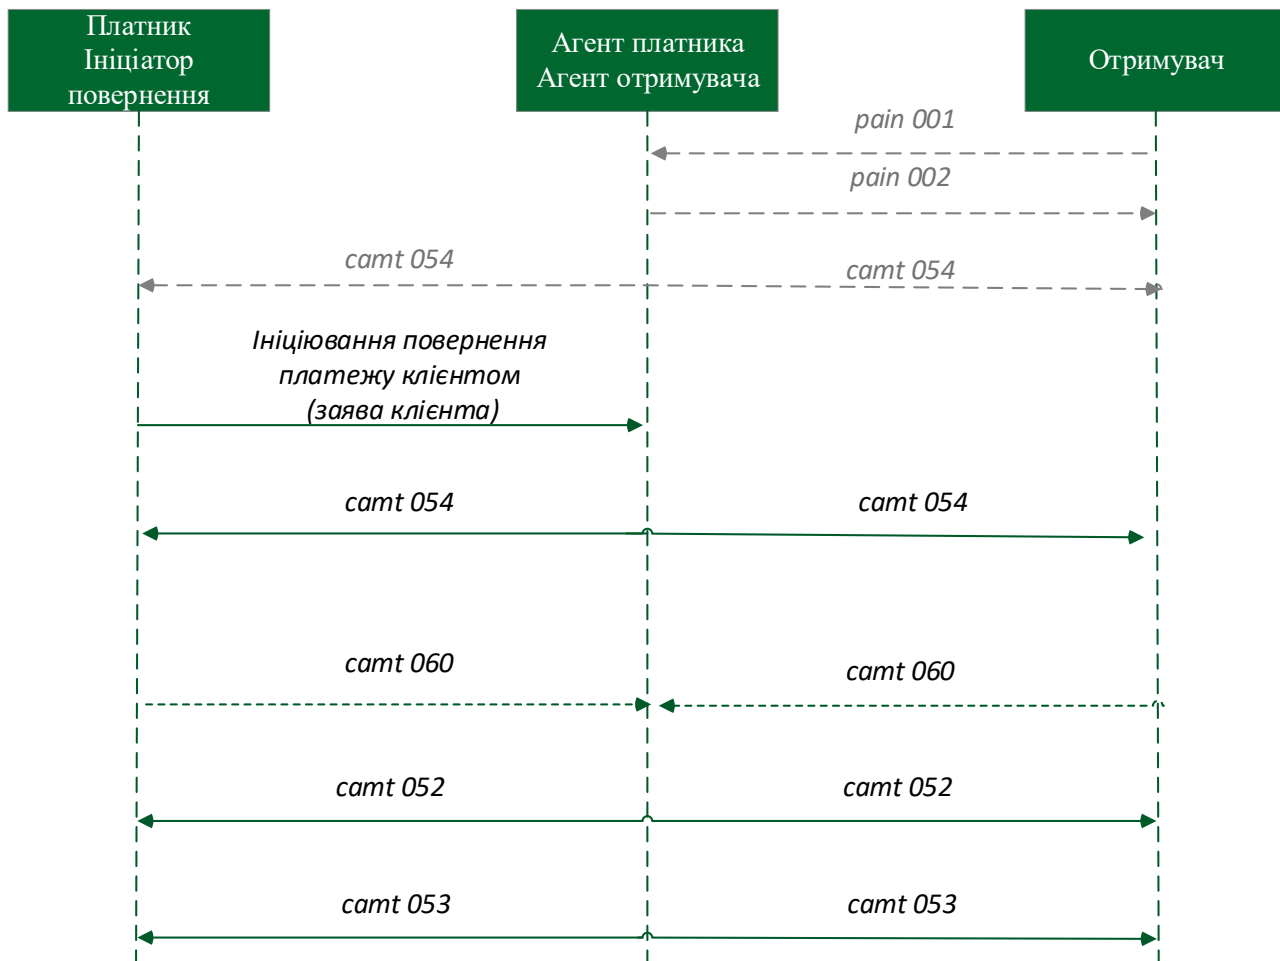 Платник
Ініціатор
повернення
Агент платника
Агент отримувача
Отримувач
pain 001
pain 002
camt 054
camt 054
Ініціювання повернення
платежу клієнтом
(заява клієнта)
camt 054
camt 054
camt 060
camt 060
camt 052
camt 052
camt 053
camt 053